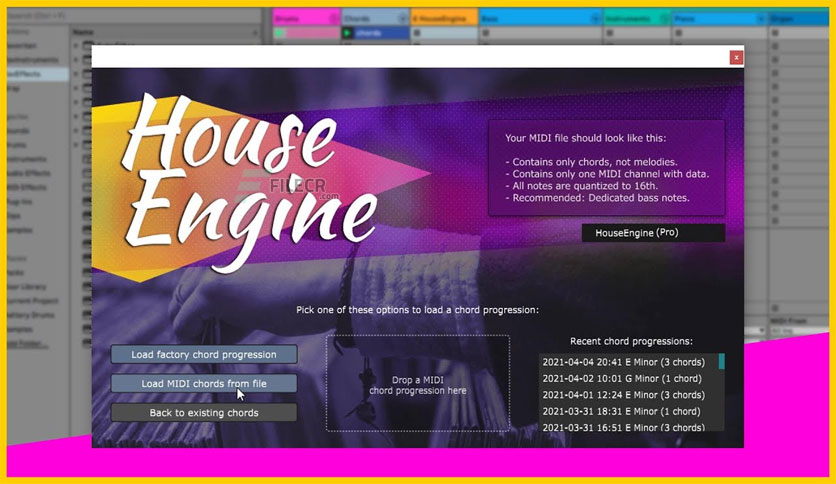 Name
Drums
Chords
HouseEngine
Bass
Instruments
Piano
Organ
chords
x
House
Engine
FILECR
.com
Your MIDI file should look like this:
- Contains only chords, not melodies.
- Contains only one MIDI channel with data.
- All notes are quantized to 16th.
- Recommended: Dedicated bass notes.
HouseEngine (Pro)
Pick one of these options to load a chord progression:
Load factory chord progression
Load MIDI chords from file
Back to existing chords
Drop a MIDI
chord progression here
Recent chord progressions:
2021-04-04 20:41 E Minor (3 chords)
2021-04-02 10:01 G Minor (1 chord)
2021-04-01 12:24 E Minor (3 chords)
2021-03-31 18:31 E Minor (1 chord)
2021-03-31 16:51 E Minor (3 chords)
MIDI From